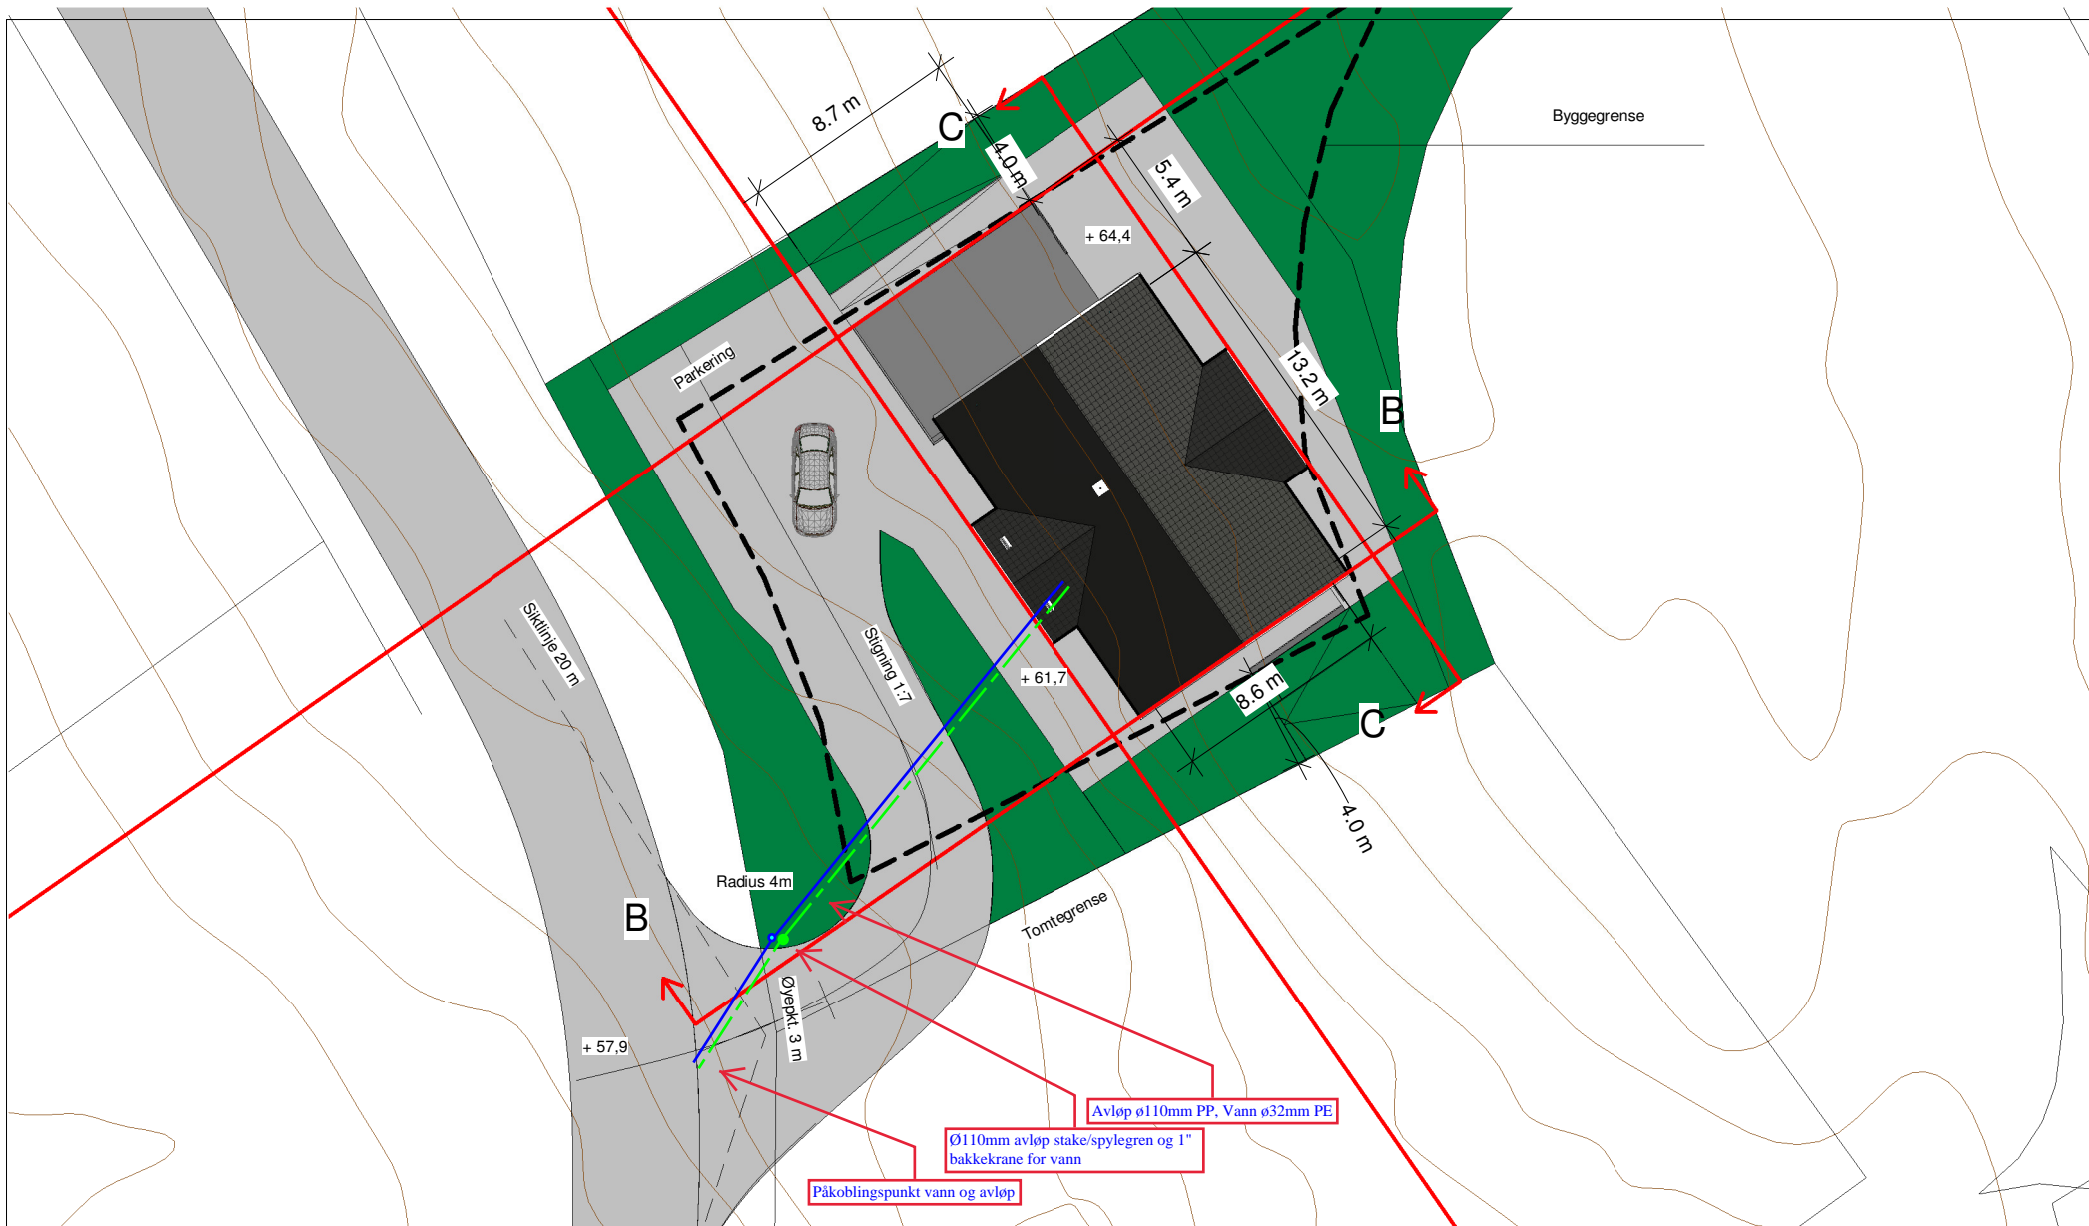 8.7 m
C
4.0 m
5.4 m
Byggegrense
+ 64,4
Parkering
13.2 m
B
Siktlinje 20 m
Stigning 1:7
+ 61,7
8.6 m
C
4.0 m
Radius 4m
B
Tomtegrense
Øyepkt. 3 m
+ 57,9
Avløp ø110mm PP, Vann ø32mm PE
Ø110mm avløp stake/spylegren og 1"
bakkekrane for vann
Påkoblingspunkt vann og avløp